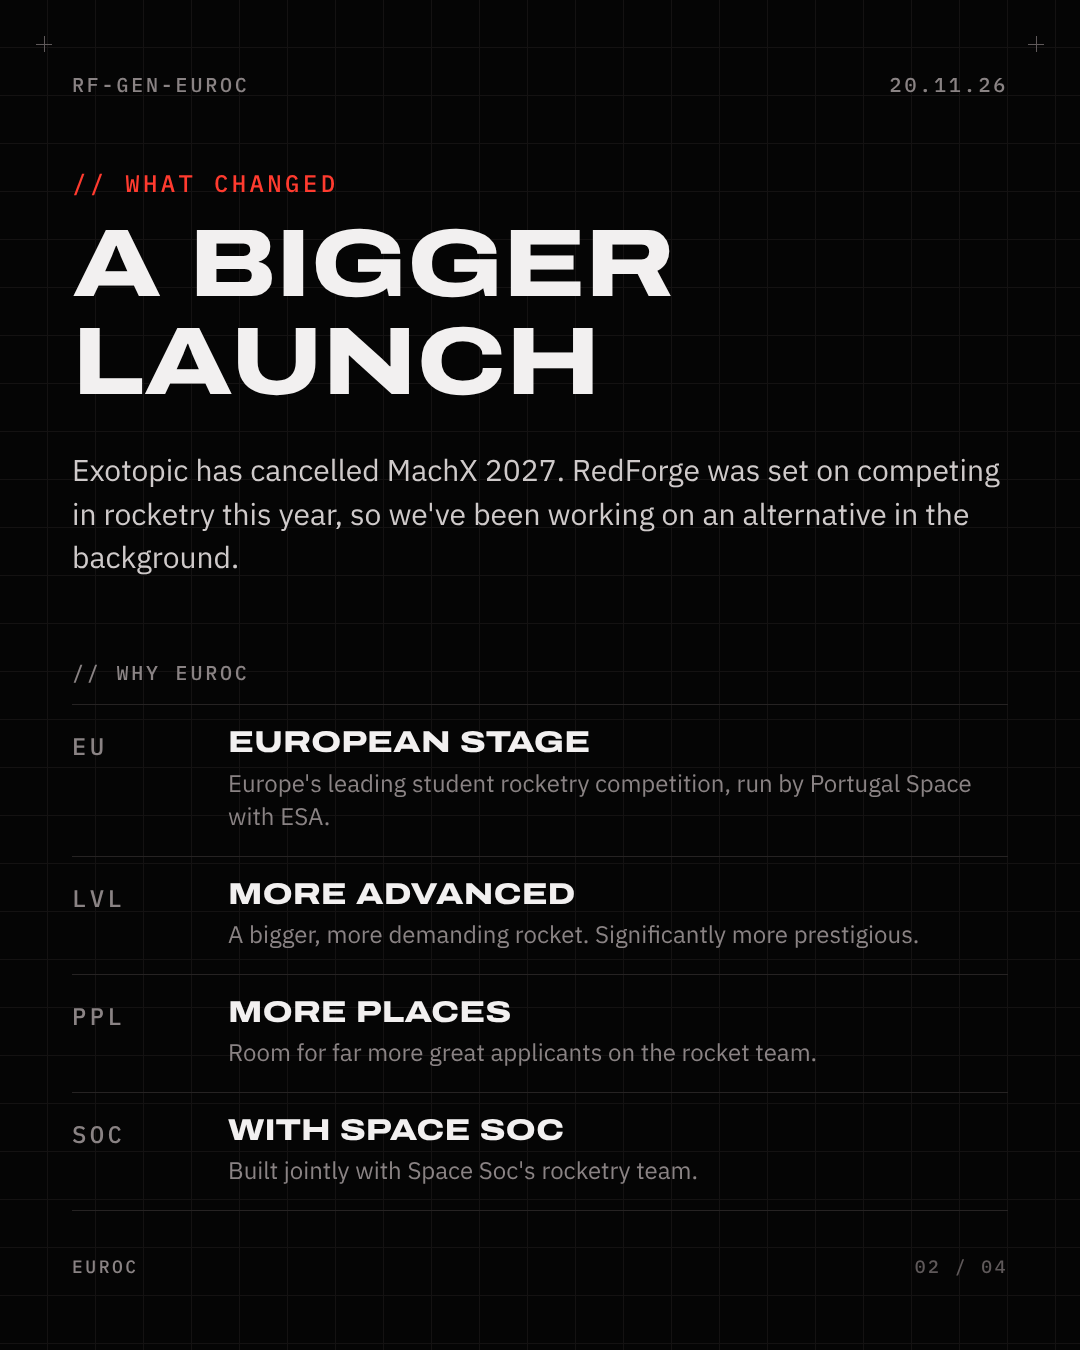 RF-GEN-EUROC
20.11.26
// WHAT CHANGED
A BIGGER
LAUNCH
Exotopic has cancelled MachX 2027. RedForge was set on competing
in rocketry this year, so we've been working on an alternative in the
background.
// WHY EUROC
EU
EUROPEAN STAGE
Europe's leading student rocketry competition, run by Portugal Space
with ESA.
LVL
MORE ADVANCED
A bigger, more demanding rocket. Significantly more prestigious.
PPL
MORE PLACES
Room for far more great applicants on the rocket team.
SOC
WITH SPACE SOC
Built jointly with Space Soc's rocketry team.
EUROC
02 / 04